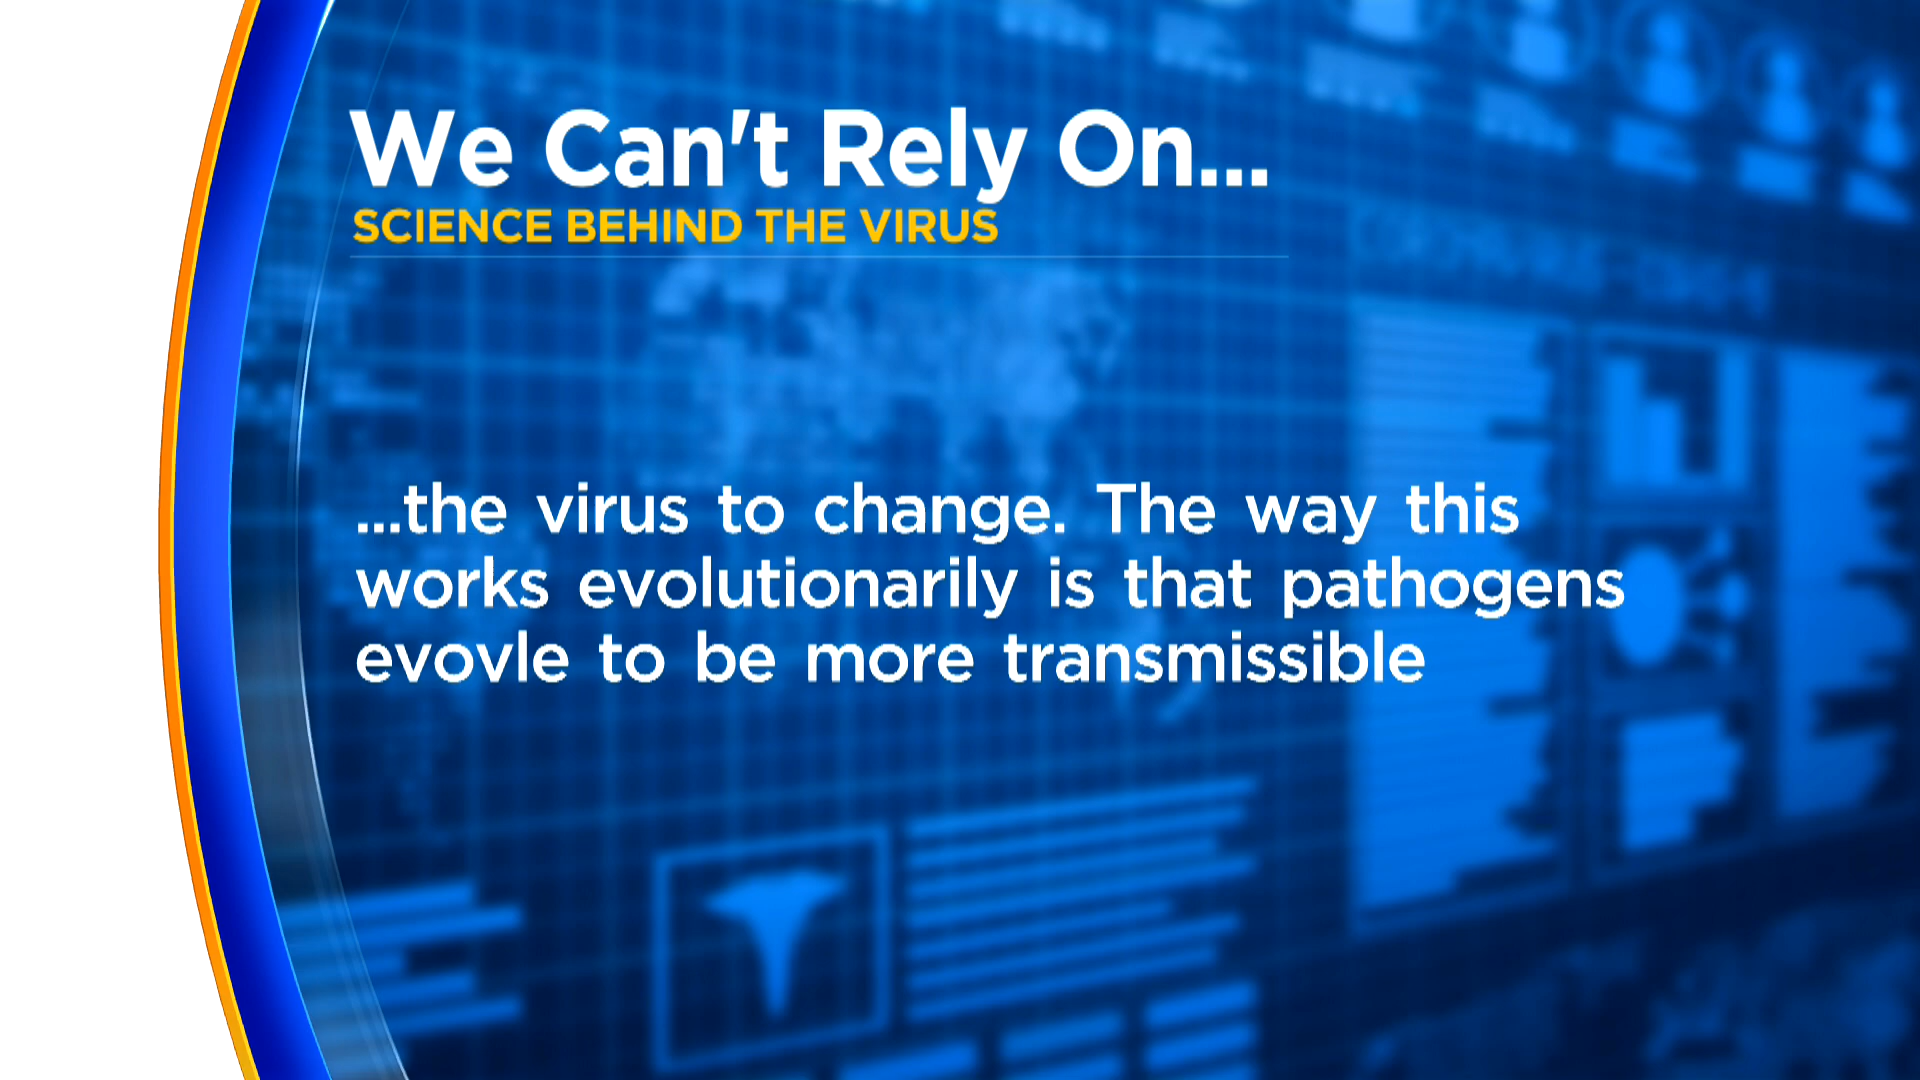 We Can't Rely On...
SCIENCE BEHIND THE VIRUS
...the virus to change. The way this
works evolutionarily is that pathogens
evovle to be more transmissible